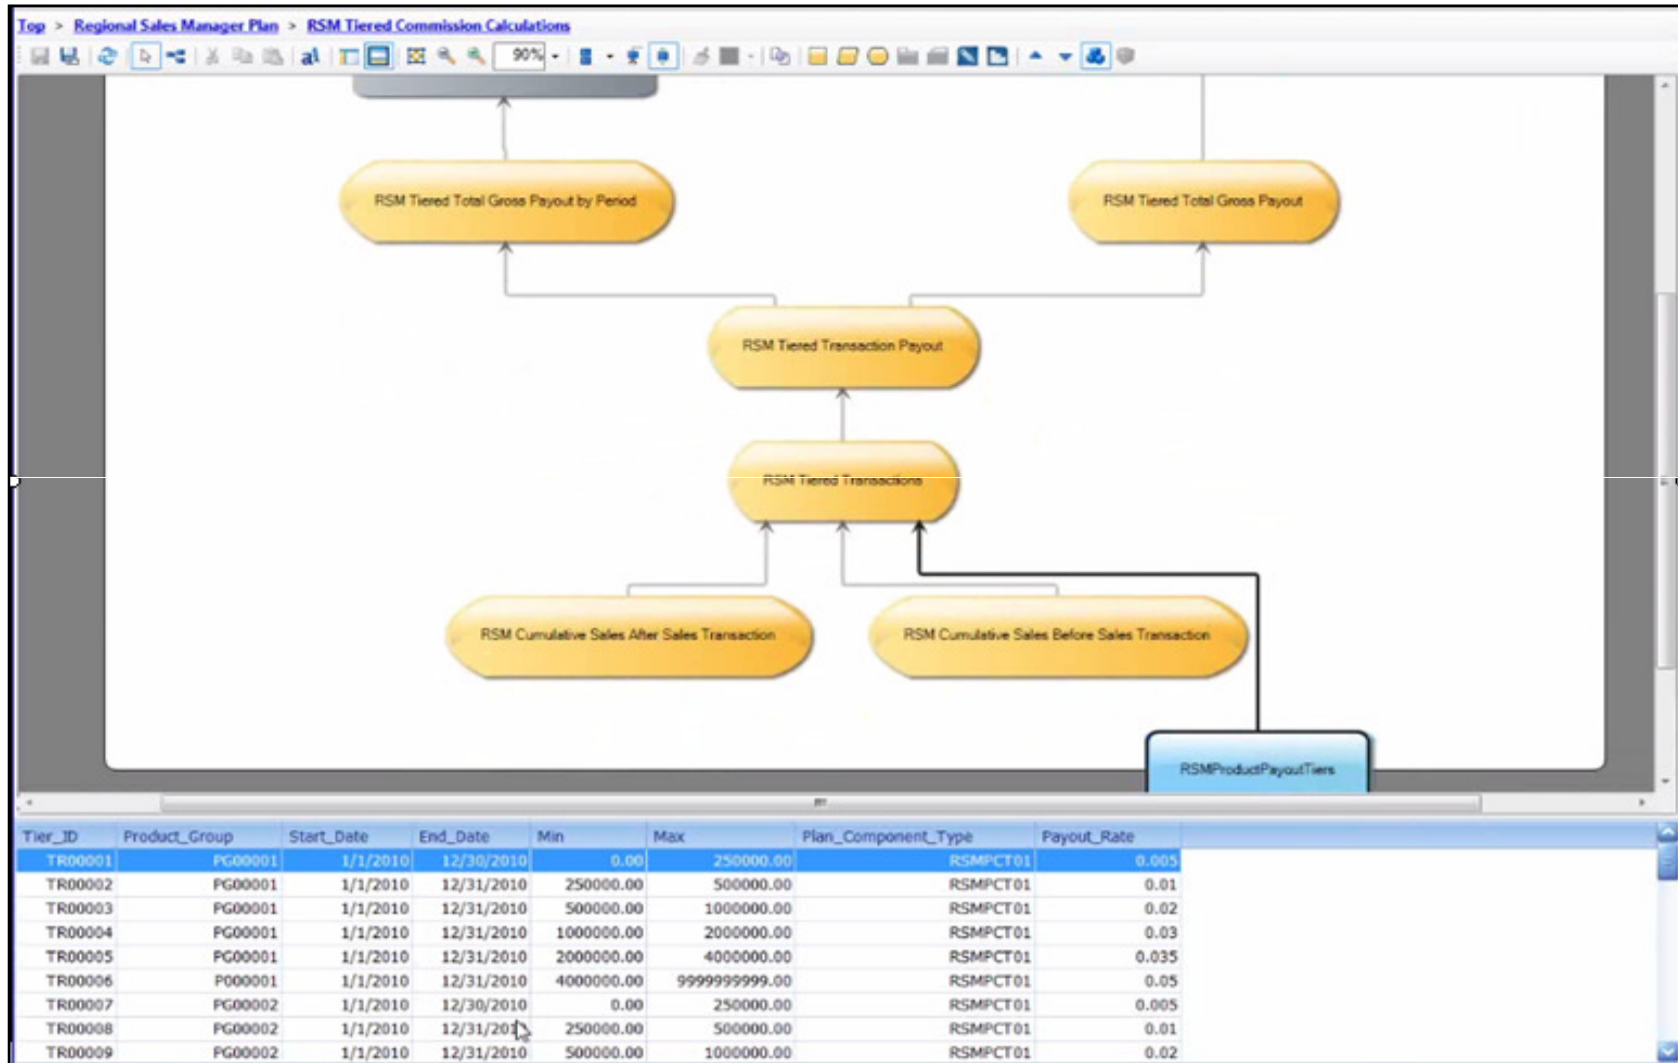 Top > Regional Sales Manager Plan > RSM Tiered Commission Calculations
aI 90%
RSM Tiered Total Gross Payout by Period
RSM Tiered Total Gross Payout
RSM Tiered Transaction Payout
RSM Tiered Transactions
RSM Cumulative Sales After Sales Transaction
RSM Cumulative Sales Before Sales Transaction
RSMProductPayoutTiers
Tier_ID Product_Group Start_Date End_Date Min Max Plan_Component_Type Payout_Rate
TR00001 PG00001 1/1/2010 12/30/2010 0.00 250000.00 RSMPCT01 0.005
TR00002 PG00001 1/1/2010 12/31/2010 250000.00 500000.00 RSMPCT01 0.01
TR00003 PG00001 1/1/2010 12/31/2010 500000.00 1000000.00 RSMPCT01 0.02
TR00004 PG00001 1/1/2010 12/31/2010 1000000.00 2000000.00 RSMPCT01 0.03
TR00005 PG00001 1/1/2010 12/31/2010 2000000.00 4000000.00 RSMPCT01 0.035
TR00006 P000001 1/1/2010 12/31/2010 4000000.00 9999999999.00 RSMPCT01 0.05
TR00007 PG00002 1/1/2010 12/30/2010 0.00 250000.00 RSMPCT01 0.005
TR00008 PG00002 1/1/2010 12/31/2010 250000.00 500000.00 RSMPCT01 0.01
TR00009 PG00002 1/1/2010 12/31/2010 500000.00 1000000.00 RSMPCT01 0.02